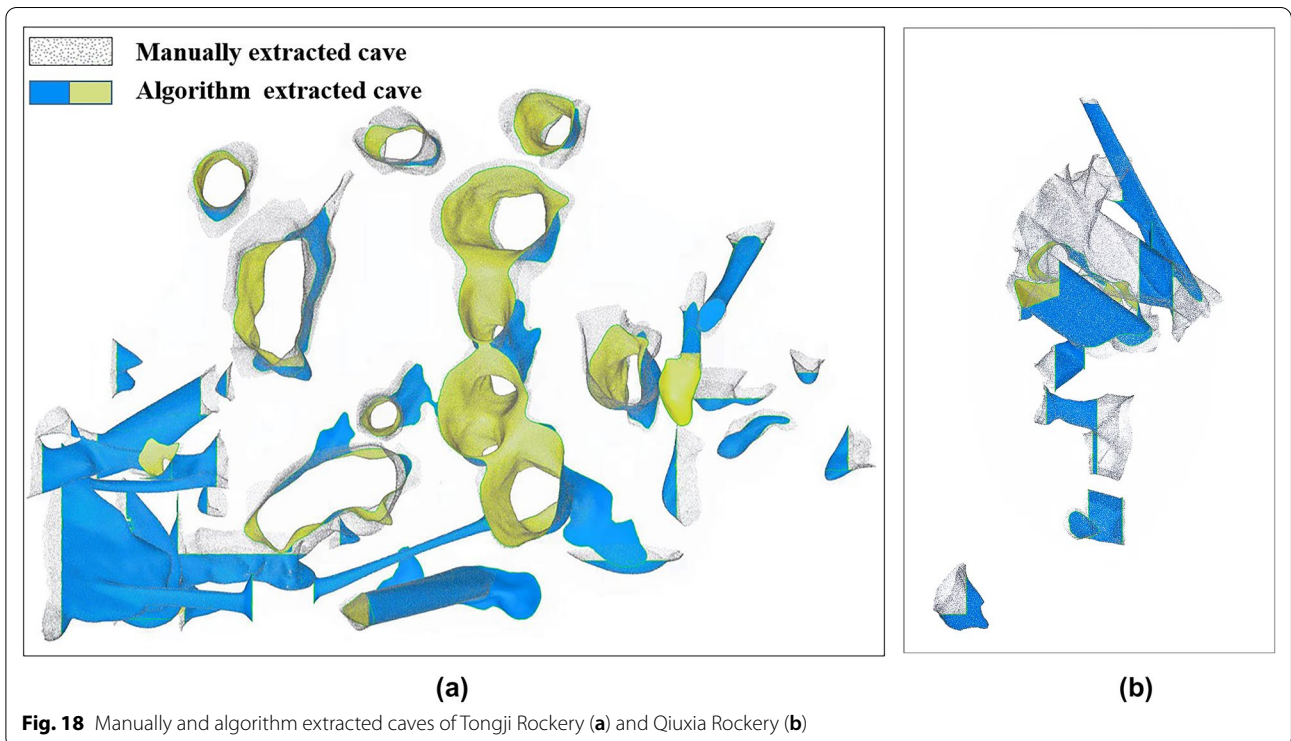 Manually extracted cave
Algorithm extracted cave
(a)
(b)
Fig. 18 Manually and algorithm extracted caves of Tongji Rockery (a) and Qiuxia Rockery (b)